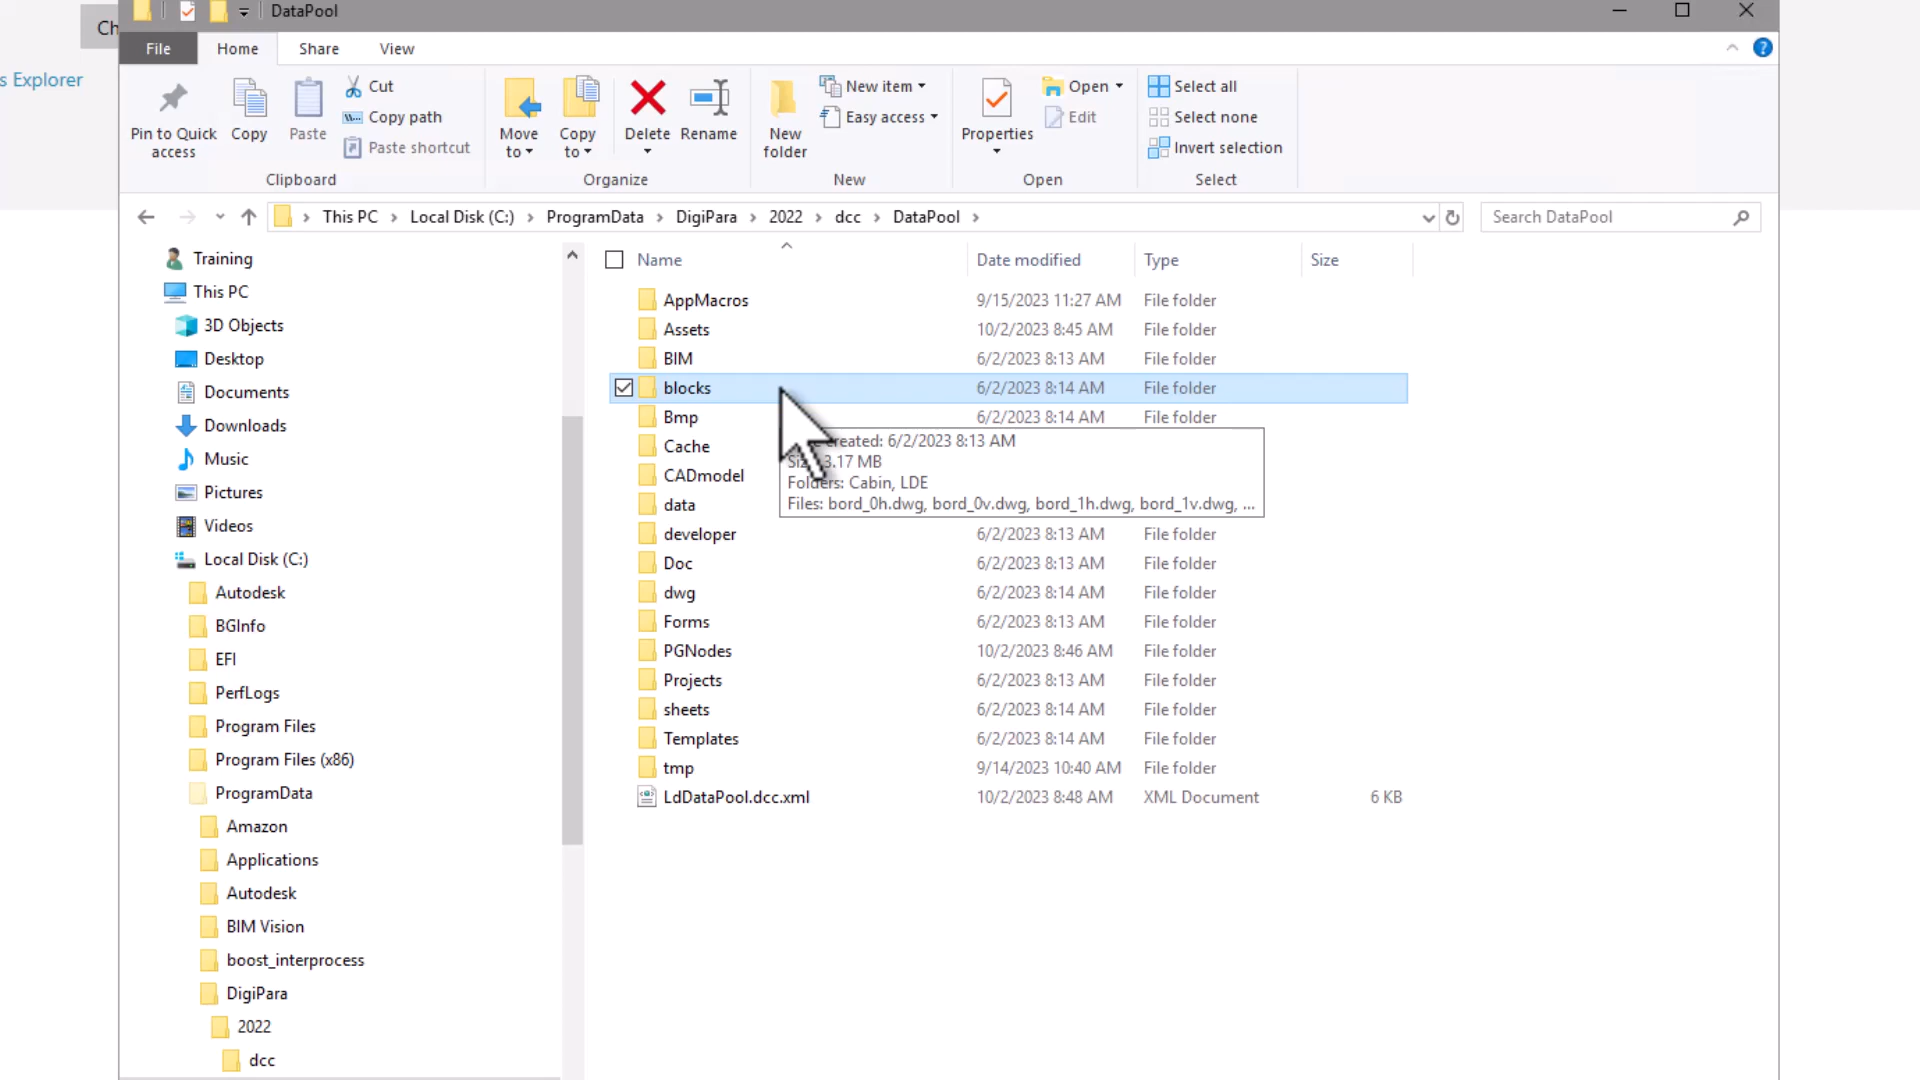 Ch
s Explorer
DataPool
File Home Share View
Pin to Quick access
Copy
Paste
Cut
Copy path
Paste shortcut
Clipboard
Move to
Copy to
Delete
Rename
Organize
New folder
New item
Easy access
New
Properties
Open
Edit
Open
Select all
Select none
Invert selection
Select
This PC > Local Disk (C:) > ProgramData > DigiPara > 2022 > dcc > DataPool >
Search DataPool
Training
This PC
3D Objects
Desktop
Documents
Downloads
Music
Pictures
Videos
Local Disk (C:)
Autodesk
BGInfo
EFI
PerfLogs
Program Files
Program Files (x86)
ProgramData
Amazon
Applications
Autodesk
BIM Vision
boost_interprocess
DigiPara
2022
dcc
Name Date modified Type Size
AppMacros 9/15/2023 11:27 AM File folder
Assets 10/2/2023 8:45 AM File folder
BIM 6/2/2023 8:13 AM File folder
blocks 6/2/2023 8:14 AM File folder
Bmp 6/2/2023 8:14 AM File folder
Cache
CADmodel
data
developer 6/2/2023 8:13 AM File folder
Doc 6/2/2023 8:13 AM File folder
dwg 6/2/2023 8:14 AM File folder
Forms 6/2/2023 8:13 AM File folder
PGNodes 10/2/2023 8:46 AM File folder
Projects 6/2/2023 8:13 AM File folder
sheets 6/2/2023 8:14 AM File folder
Templates 6/2/2023 8:14 AM File folder
tmp 9/14/2023 10:40 AM File folder
LdDataPool.dcc.xml 10/2/2023 8:48 AM XML Document 6 KB
created: 6/2/2023 8:13 AM
3.17 MB
Folders: Cabin, LDE
Files: bord_0h.dwg, bord_0v.dwg, bord_1h.dwg, bord_1v.dwg, ...